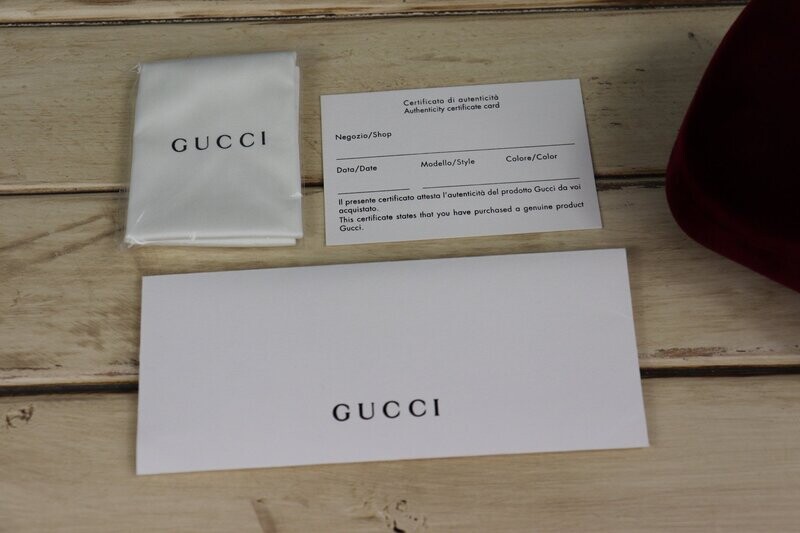 GUCCI
Certificato di autenticità
Authenticity certificate card
Negozio/Shop
Data/Date Modello/Style Colore/Color
Il presente certificato attesta l'autenticità del prodotto Gucci da voi
acquistato.
This certificate states that you have purchased a genuine product
Gucci.
GUCCI